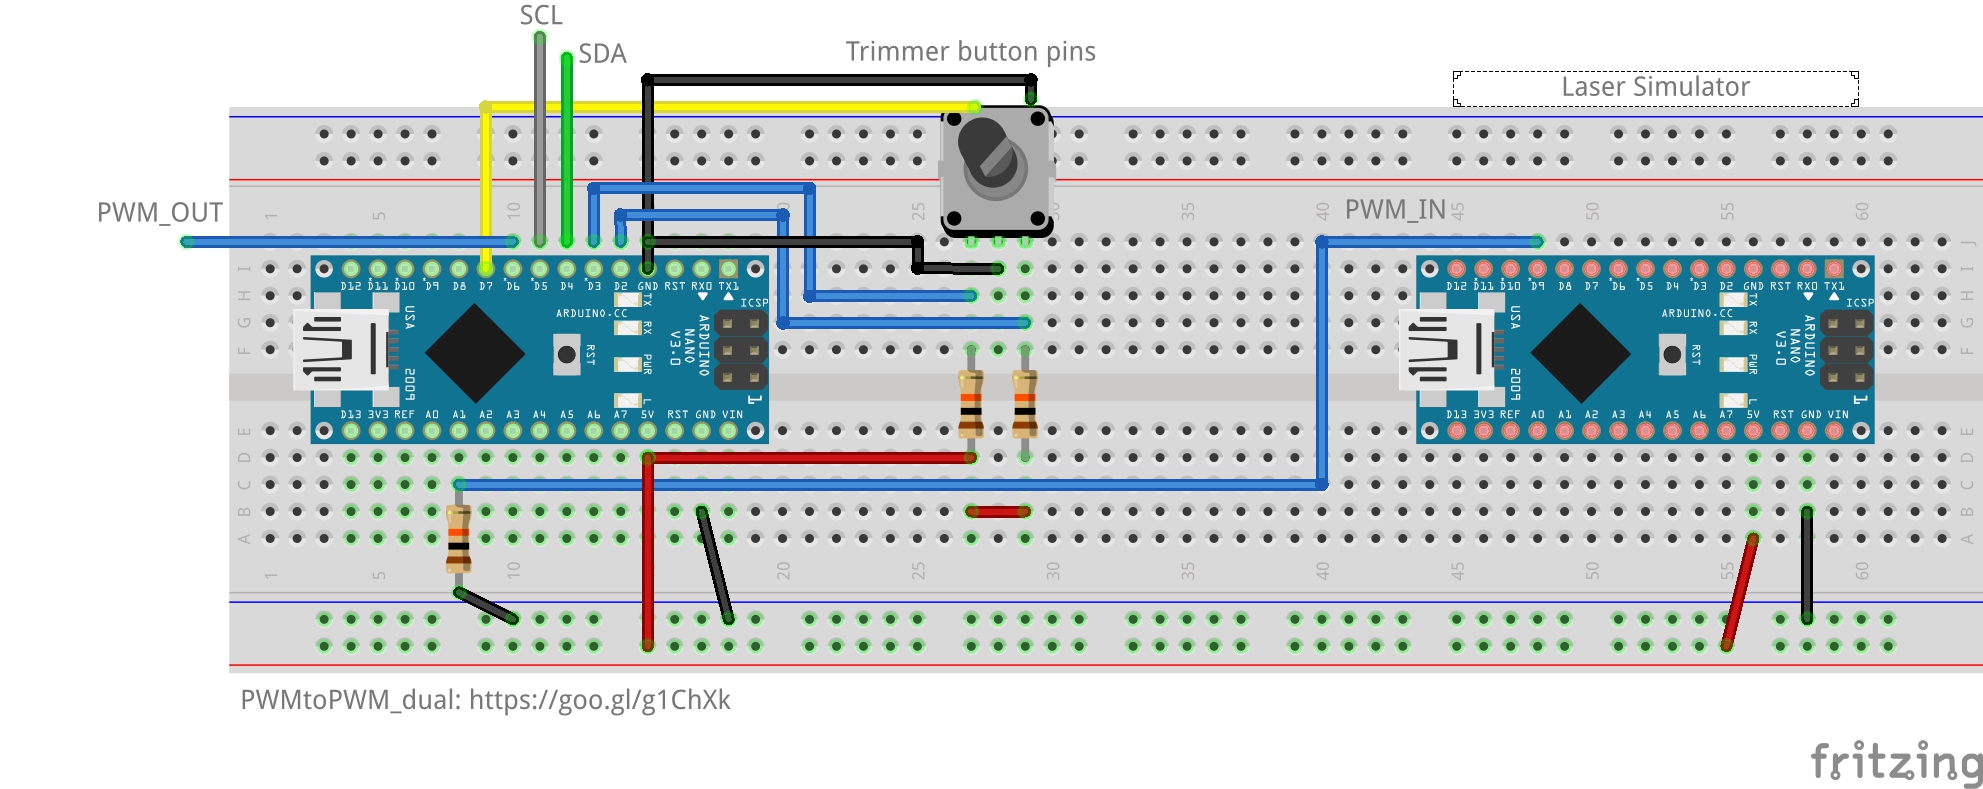 SCL
SDA
Trimmer button pins
Laser Simulator
PWM_OUT
PWM_IN
1 5 10 25 30 35 40 45 50 55 60
J
I
H
G
F
D12 D11 D10 D9 D8 D7 D6 D5 D4 D3 D2 GND RST RX0 TX1
ICSP
TX
RX
PWR
L
ARDUINO.CC
USA
2009
RST
ARDUINO
NANO
V3.0
1
D13 3V3 REF A0 A1 A2 A3 A4 A5 A6 A7 5V RST GND VIN
D12 D11 D10 D9 D8 D7 D6 D5 D4 D3 D2 GND RST RX0 TX1
ICSP
TX
RX
PWR
L
ARDUINO.CC
USA
2009
RST
ARDUINO
NANO
V3.0
1
D13 3V3 REF A0 A1 A2 A3 A4 A5 A6 A7 5V RST GND VIN
E
D
C
B
A
1 5 10 20 25 30 35 40 45 50 55 60
PWMtoPWM_dual: https://goo.gl/g1ChXk
fritzing